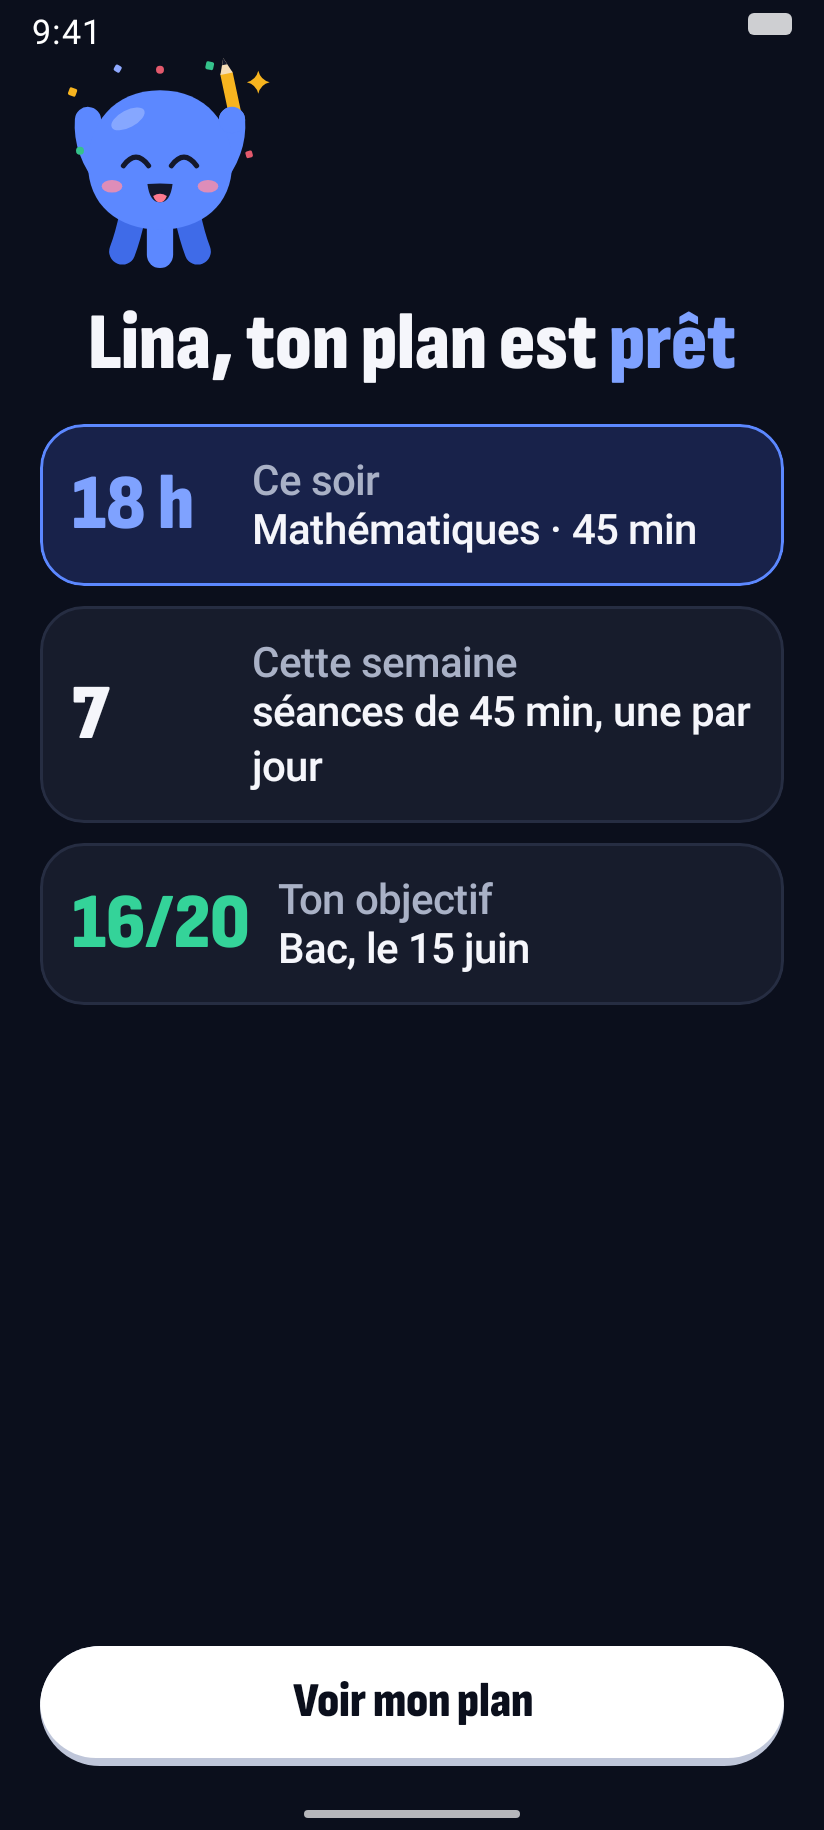 9:41
Lina, ton plan est prêt
18 h
Ce soir
Mathématiques · 45 min
7
Cette semaine
séances de 45 min, une par
jour
16/20
Ton objectif
Bac, le 15 juin
Voir mon plan